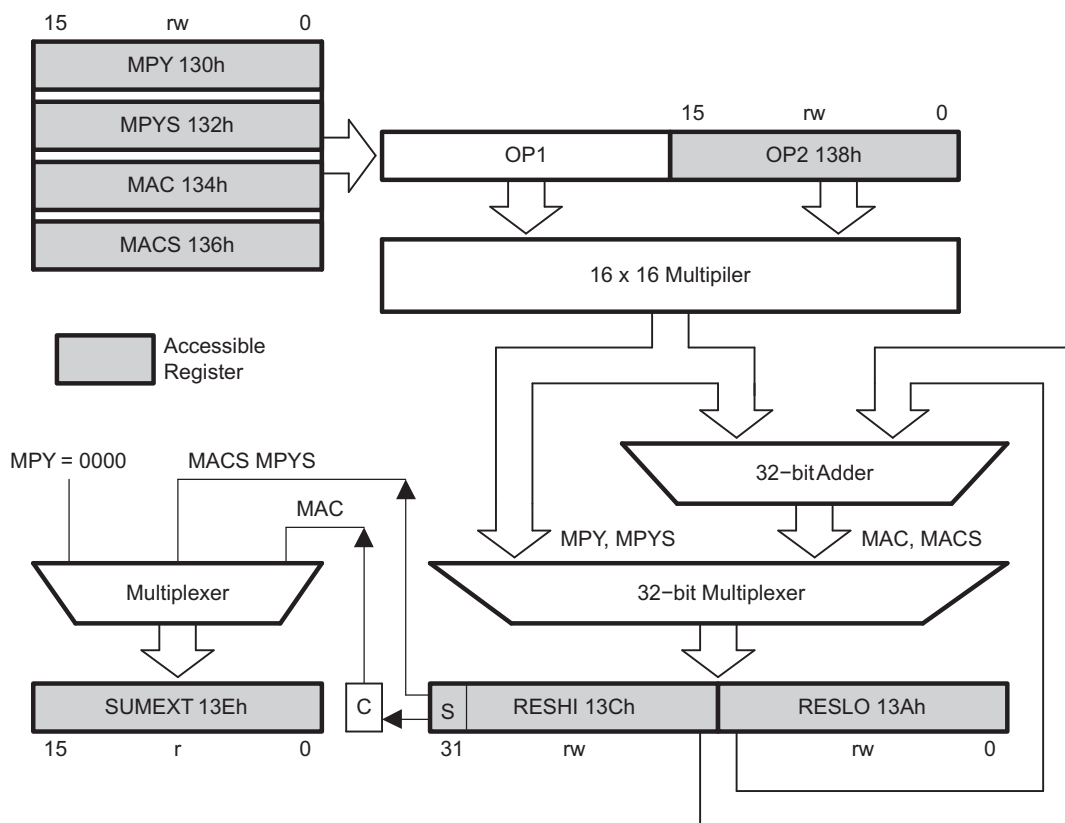 15 rw 0
MPY 130h
MPYS 132h
MAC 134h
MACS 136h
15 rw 0
OP1
OP2 138h
16 x 16 Multipiler
Accessible
Register
32−bit Adder
MPY = 0000
MACS MPYS
MAC
MPY, MPYS
MAC, MACS
Multiplexer
32−bit Multiplexer
SUMEXT 13Eh
C
S
RESHI 13Ch
RESLO 13Ah
15 r 0
31 rw rw 0